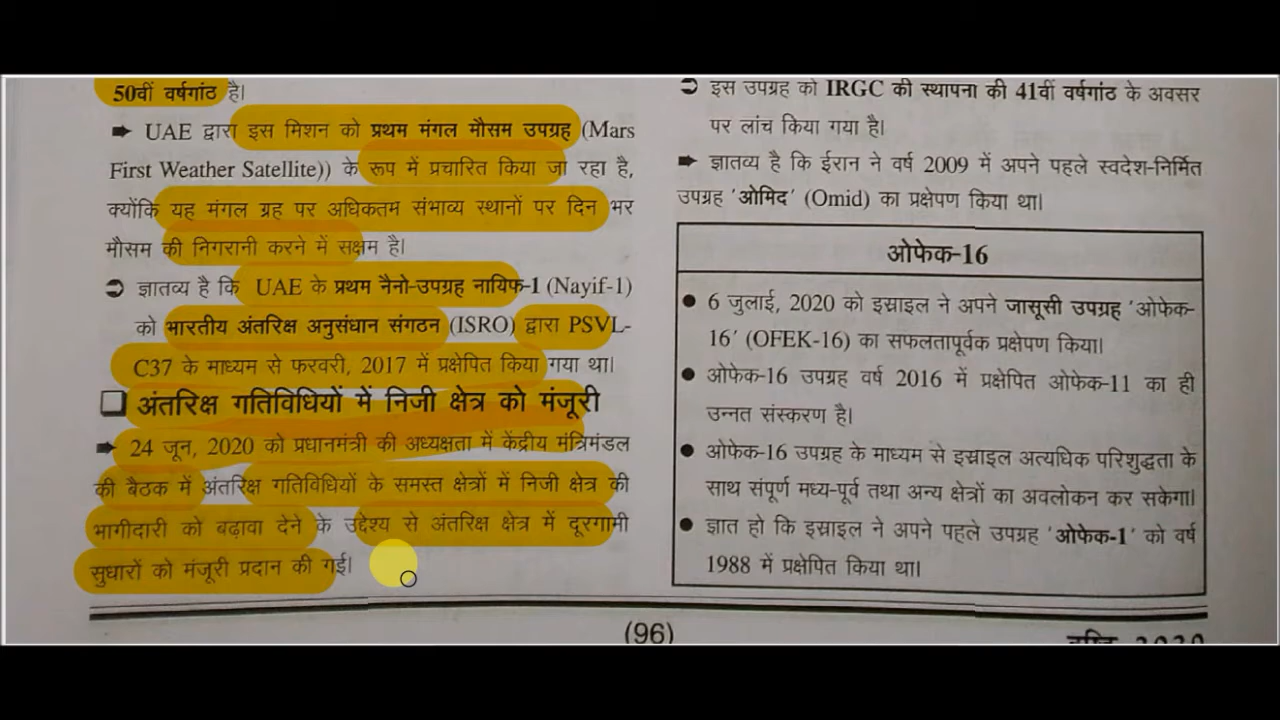 50वीं वर्षगांठ है।
➡ UAE द्वारा इस मिशन को प्रथम मंगल मौसम उपग्रह (Mars
First Weather Satellite)) के रूप में प्रचारित किया जा रहा है,
क्योंकि यह मंगल ग्रह पर अधिकतम संभाव्य स्थानों पर दिन भर
मौसम की निगरानी करने में सक्षम है।
➲ ज्ञातव्य है कि UAE के प्रथम नैनो-उपग्रह नायिफ-1 (Nayif-1)
को भारतीय अंतरिक्ष अनुसंधान संगठन (ISRO) द्वारा PSVL-
C37 के माध्यम से फरवरी, 2017 में प्रक्षेपित किया गया था।
❑ अंतरिक्ष गतिविधियों में निजी क्षेत्र को मंजूरी
➡ 24 जून, 2020 को प्रधानमंत्री की अध्यक्षता में केंद्रीय मंत्रिमंडल
की बैठक में अंतरिक्ष गतिविधियों के समस्त क्षेत्रों में निजी क्षेत्र की
भागीदारी को बढ़ावा देने के उद्देश्य से अंतरिक्ष क्षेत्र में दूरगामी
सुधारों को मंजूरी प्रदान की गई।
➲ इस उपग्रह को IRGC की स्थापना की 41वीं वर्षगांठ के अवसर
पर लांच किया गया है।
➡ ज्ञातव्य है कि ईरान ने वर्ष 2009 में अपने पहले स्वदेश-निर्मित
उपग्रह 'ओमिद' (Omid) का प्रक्षेपण किया था।
ओफेक-16
● 6 जुलाई, 2020 को इस्राइल ने अपने जासूसी उपग्रह 'ओफेक-
16' (OFEK-16) का सफलतापूर्वक प्रक्षेपण किया।
● ओफेक-16 उपग्रह वर्ष 2016 में प्रक्षेपित ओफेक-11 का ही
उन्नत संस्करण है।
● ओफेक-16 उपग्रह के माध्यम से इस्राइल अत्यधिक परिशुद्धता के
साथ संपूर्ण मध्य-पूर्व तथा अन्य क्षेत्रों का अवलोकन कर सकेगा।
● ज्ञात हो कि इस्राइल ने अपने पहले उपग्रह 'ओफेक-1' को वर्ष
1988 में प्रक्षेपित किया था।
(96)